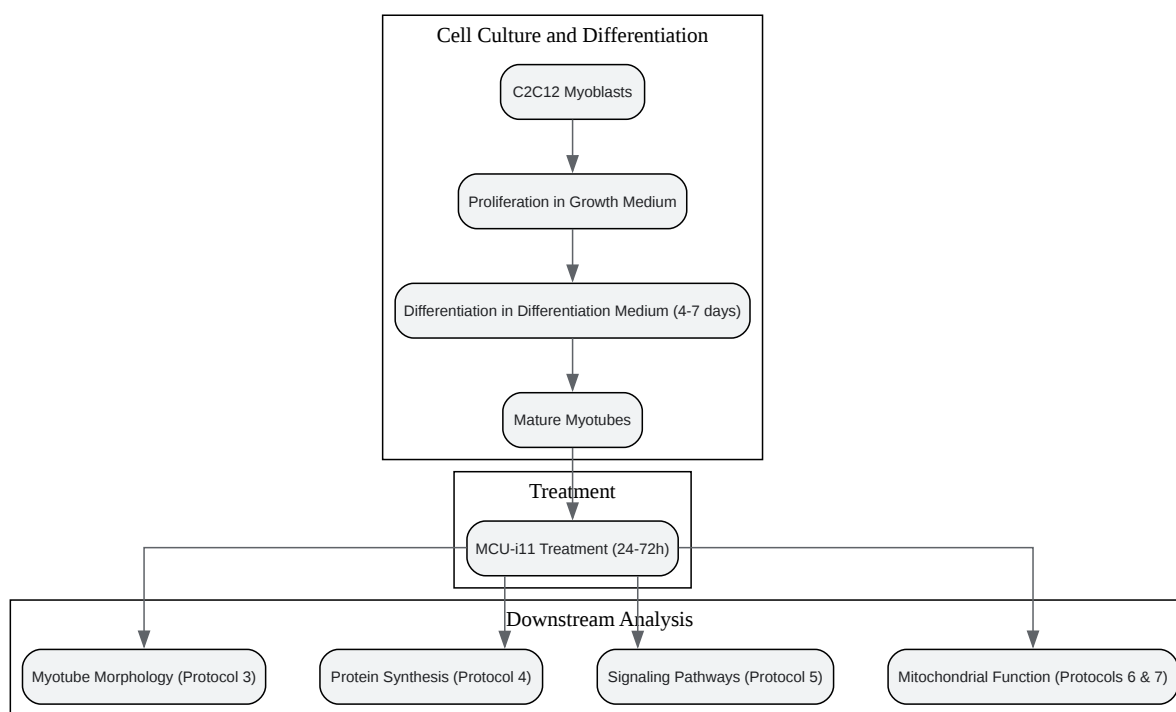 Cell Culture and Differentiation
C2C12 Myoblasts
Proliferation in Growth Medium
Differentiation in Differentiation Medium (4-7 days)
Mature Myotubes
Treatment
MCU-i11 Treatment (24-72h)
Downstream Analysis
Myotube Morphology (Protocol 3)
Protein Synthesis (Protocol 4)
Signaling Pathways (Protocol 5)
Mitochondrial Function (Protocols 6 & 7)